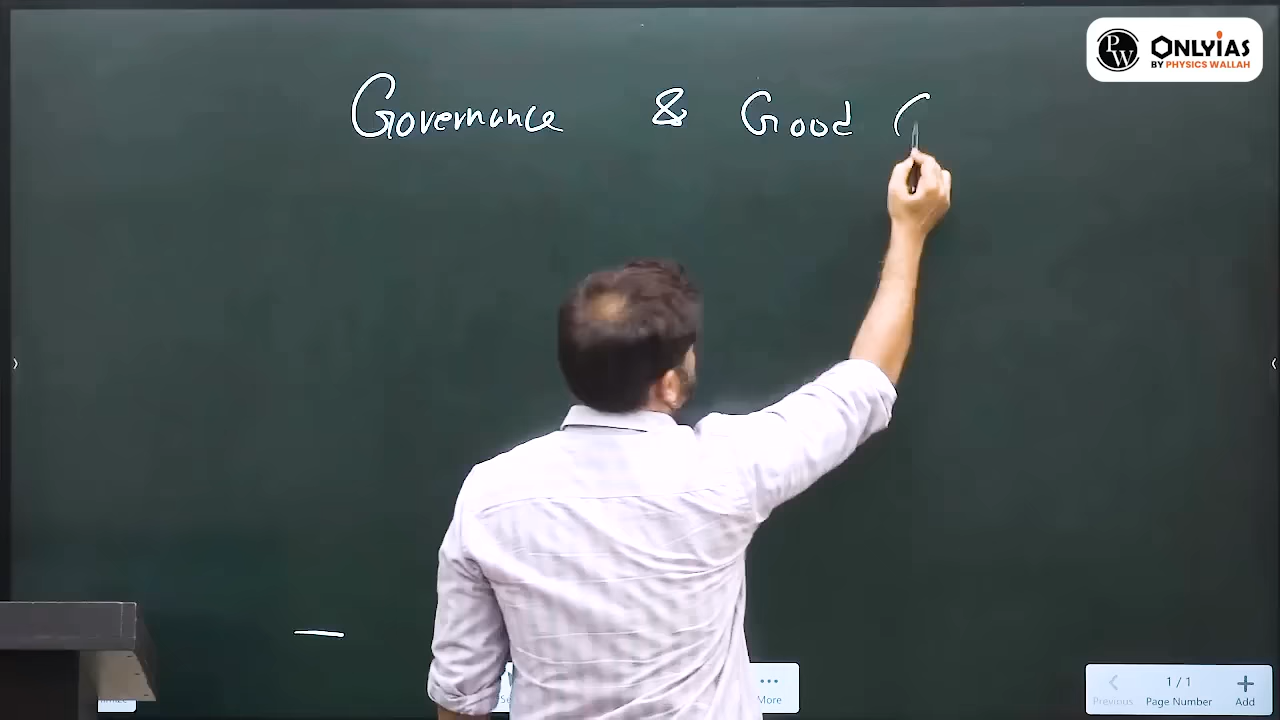 PW ONLYIAS
BY PHYSICS WALLAH
Governance & Good G
1/1
Previous Page Number Add
More